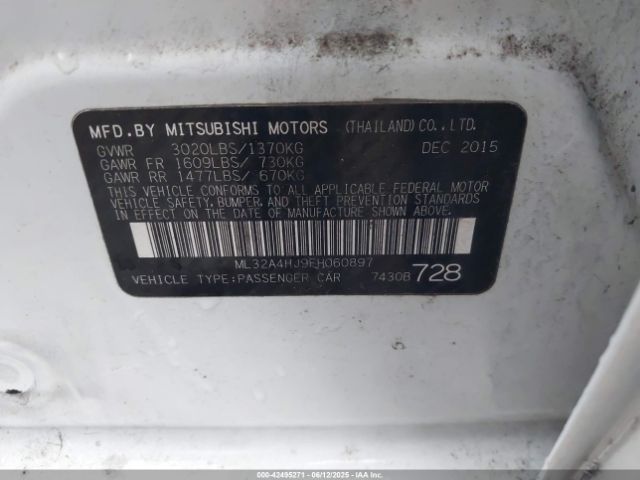 MFD.BY MITSUBISHI MOTORS (THAILAND)CO.,LTD.
GVWR 3020LBS/1370KG DEC 2015
GAWR FR 1609LBS/ 730KG
GAWR RR 1477LBS/ 670KG
THIS VEHICLE CONFORMS TO ALL APPLICABLE FEDERAL MOTOR
VEHICLE SAFETY, BUMPER, AND THEFT PREVENTION STANDARDS
IN EFFECT ON THE DATE OF MANUFACTURE SHOWN ABOVE.
ML32A4HJ9FH060897
VEHICLE TYPE:PASSENGER CAR 7430B 728
000-42495271 - 06/12/2025 - IAAI.COM